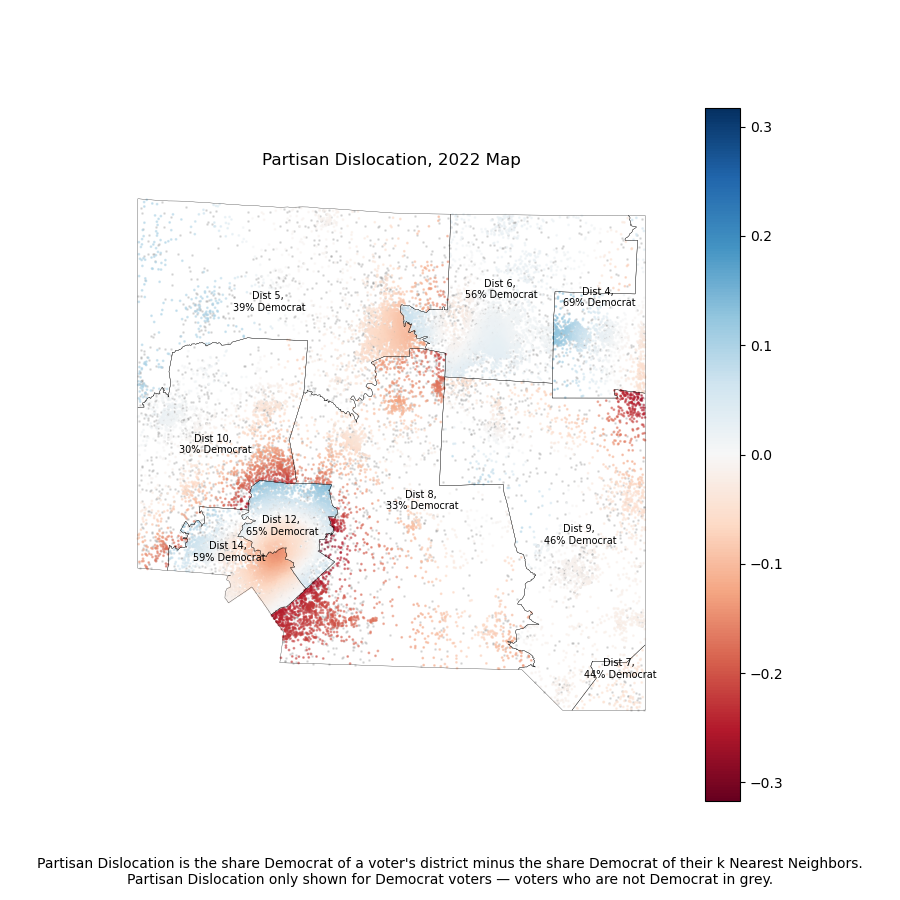 Partisan Dislocation, 2022 Map
Dist 5,
39% Democrat
Dist 6,
56% Democrat
Dist 4,
69% Democrat
Dist 10,
30% Democrat
Dist 8,
33% Democrat
Dist 12,
65% Democrat
Dist 14,
59% Democrat
Dist 9,
46% Democrat
Dist 7,
44% Democrat
0.3
0.2
0.1
0.0
−0.1
−0.2
−0.3
Partisan Dislocation is the share Democrat of a voter's district minus the share Democrat of their k Nearest Neighbors.
Partisan Dislocation only shown for Democrat voters — voters who are not Democrat in grey.